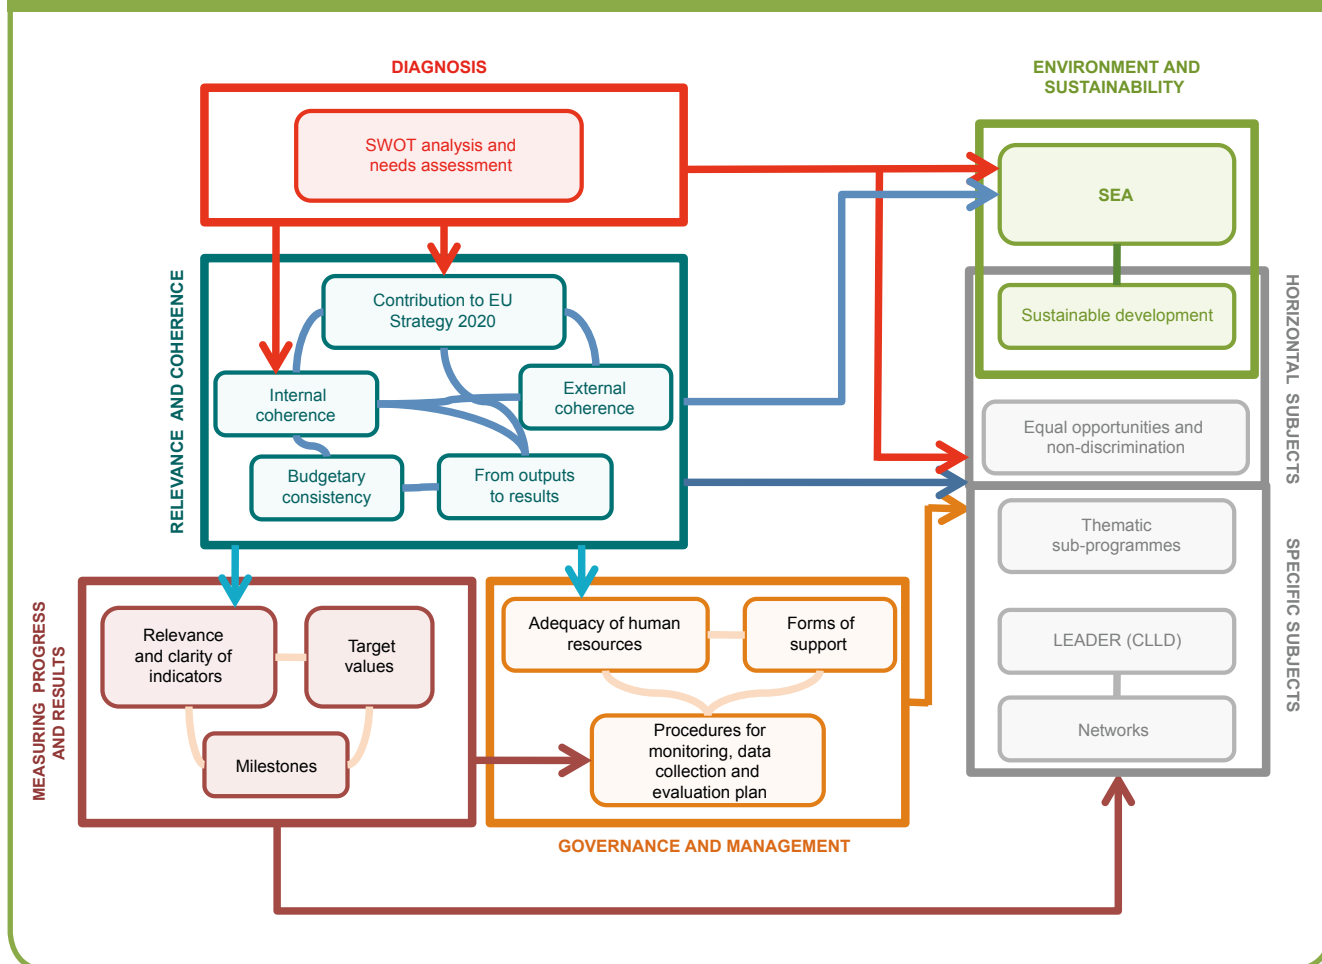 DIAGNOSIS
SWOT analysis and
needs assessment
ENVIRONMENT AND
SUSTAINABILITY
SEA
Sustainable development
HORIZONTAL SUBJECTS
Equal opportunities and
non-discrimination
RELEVANCE AND COHERENCE
Contribution to EU
Strategy 2020
Internal
coherence
External
coherence
Budgetary
consistency
From outputs
to results
SPECIFIC SUBJECTS
Thematic
sub-programmes
LEADER (CLLD)
Networks
MEASURING PROGRESS
AND RESULTS
Relevance
and clarity of
indicators
Target
values
Milestones
Adequacy of human
resources
Forms of
support
Procedures for
monitoring, data
collection and
evaluation plan
GOVERNANCE AND MANAGEMENT